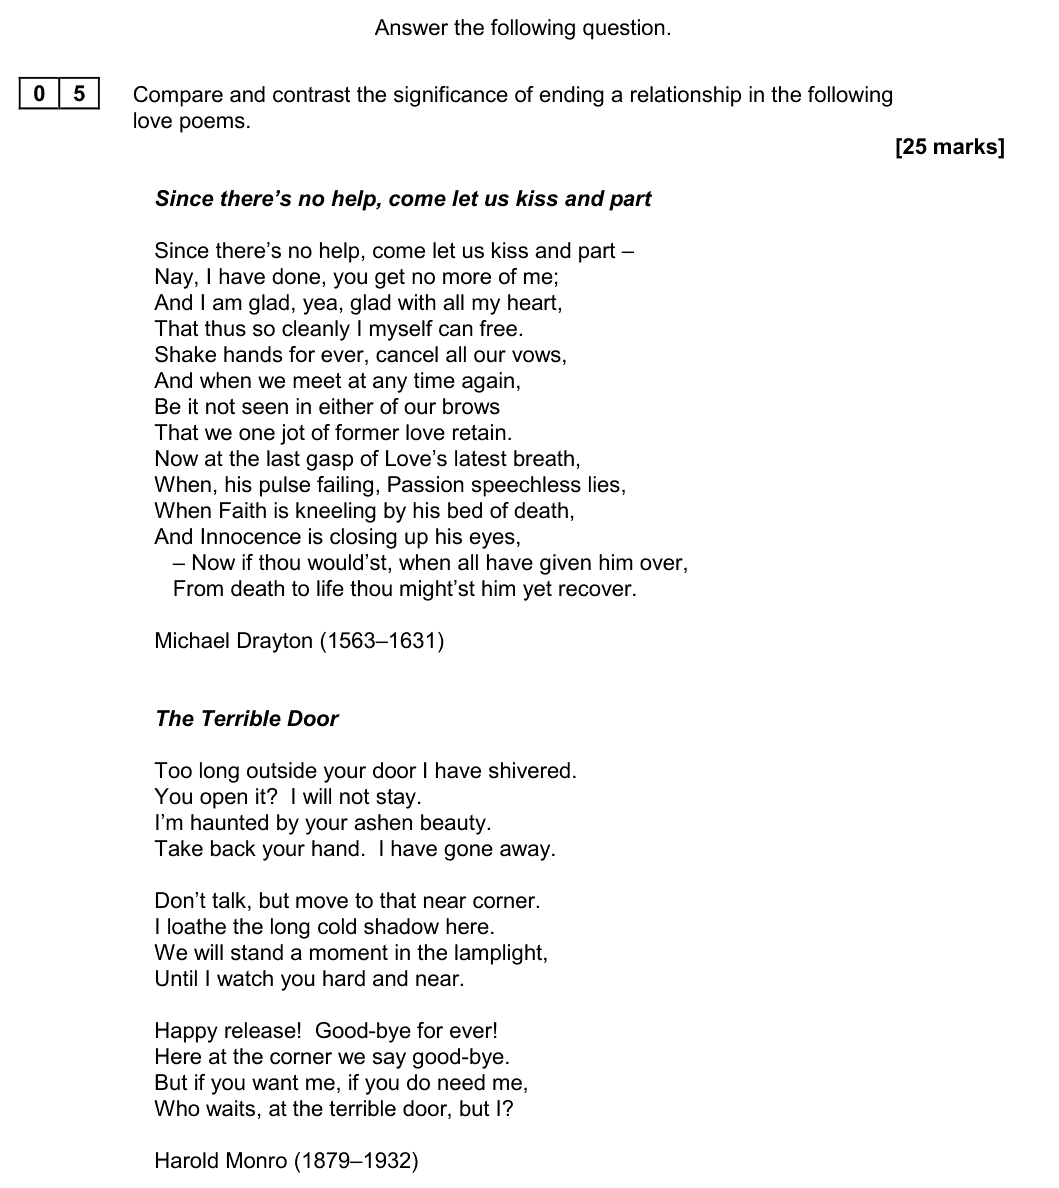 Answer the following question.
0 5
Compare and contrast the significance of ending a relationship in the following
love poems.
[25 marks]
Since there’s no help, come let us kiss and part
Since there’s no help, come let us kiss and part –
Nay, I have done, you get no more of me;
And I am glad, yea, glad with all my heart,
That thus so cleanly I myself can free.
Shake hands for ever, cancel all our vows,
And when we meet at any time again,
Be it not seen in either of our brows
That we one jot of former love retain.
Now at the last gasp of Love’s latest breath,
When, his pulse failing, Passion speechless lies,
When Faith is kneeling by his bed of death,
And Innocence is closing up his eyes,
– Now if thou would’st, when all have given him over,
From death to life thou might’st him yet recover.
Michael Drayton (1563–1631)
The Terrible Door
Too long outside your door I have shivered.
You open it?  I will not stay.
I’m haunted by your ashen beauty.
Take back your hand.  I have gone away.
Don’t talk, but move to that near corner.
I loathe the long cold shadow here.
We will stand a moment in the lamplight,
Until I watch you hard and near.
Happy release!  Good-bye for ever!
Here at the corner we say good-bye.
But if you want me, if you do need me,
Who waits, at the terrible door, but I?
Harold Monro (1879–1932)